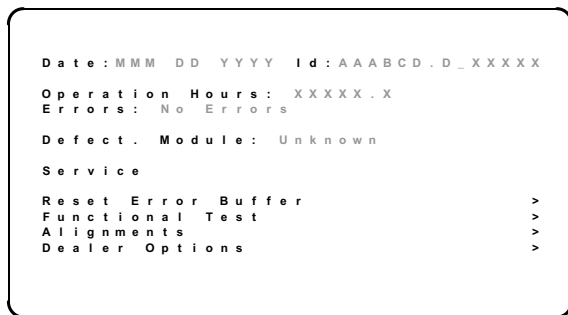 Date: MMM DD YYYY Id:AAABCD.D_XXXXX
Operation Hours: XXXXX.X
Errors: No Errors
Defect. Module: Unknown
Service
Reset Error Buffer >
Functional Test >
Alignments >
Dealer Options >